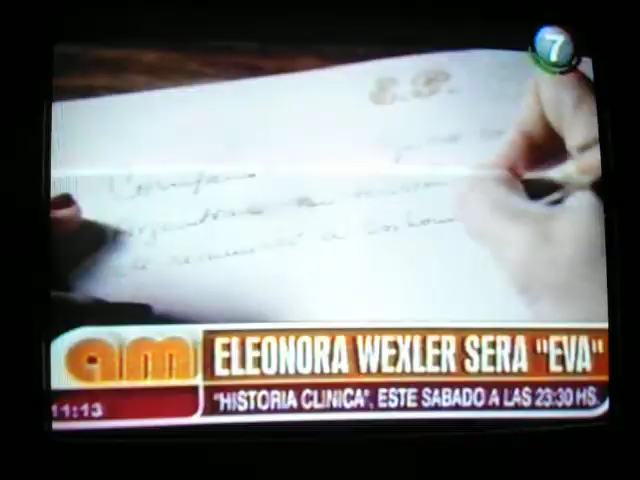 7
E. P.
am
ELEONORA WEXLER SERA "EVA"
11:13
"HISTORIA CLINICA", ESTE SABADO A LAS 23:30 HS.